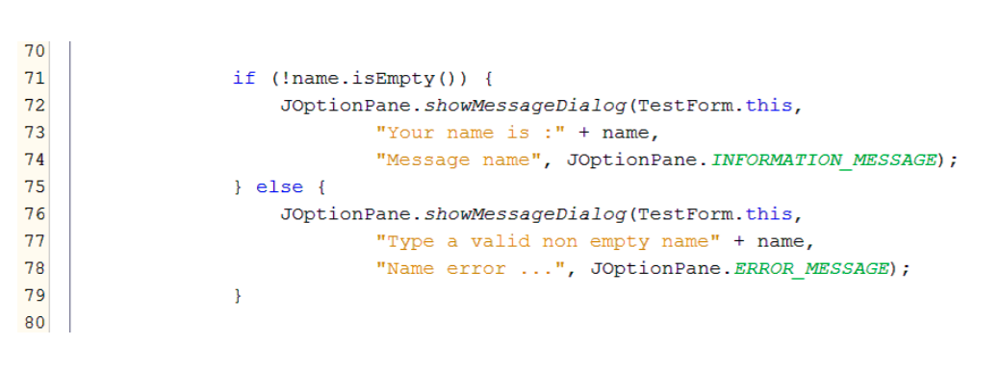 70
71 if (!name.isEmpty()) {
72 JOptionPane.showMessageDialog(TestForm.this,
73 "Your name is :" + name,
74 "Message name", JOptionPane.INFORMATION_MESSAGE);
75 } else {
76 JOptionPane.showMessageDialog(TestForm.this,
77 "Type a valid non empty name" + name,
78 "Name error ...", JOptionPane.ERROR_MESSAGE);
79 }
80